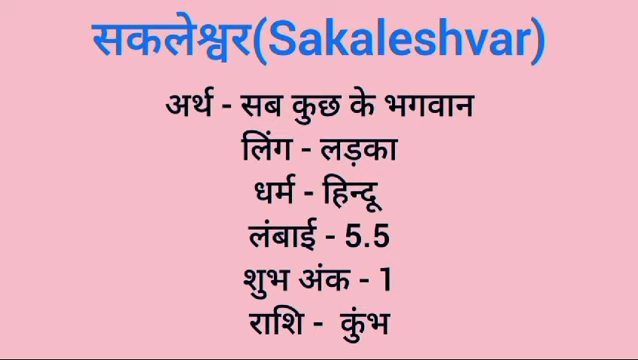 सकलेश्वर(Sakaleshvar)
अर्थ - सब कुछ के भगवान
लिंग - लड़का
धर्म - हिन्दू
लंबाई - 5.5
शुभ अंक - 1
राशि - कुंभ